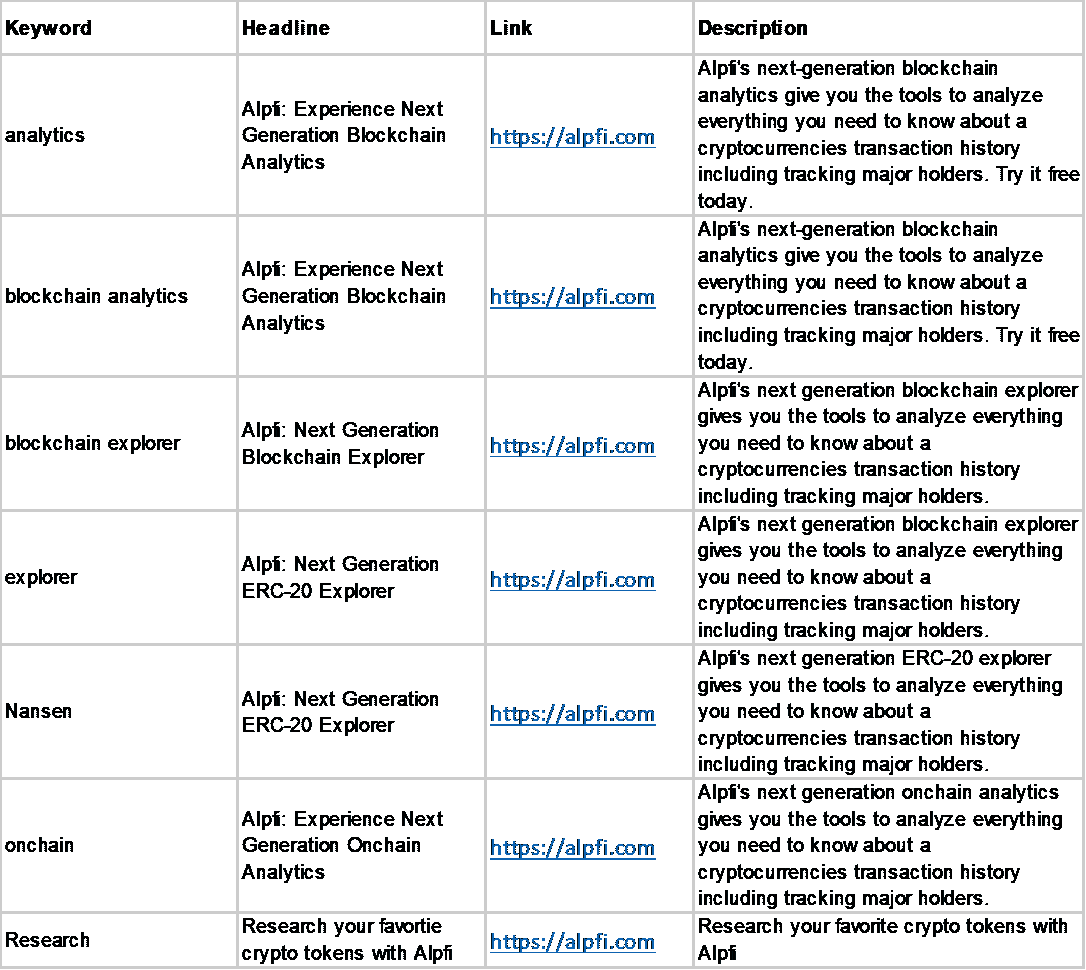 Keyword Headline Link Description
analytics
Alpfi: Experience Next
Generation Blockchain
Analytics
https://alpfi.com
Alpfi's next-generation blockchain
analytics give you the tools to analyze
everything you need to know about a
cryptocurrencies transaction history
including tracking major holders. Try it free
today.
blockchain analytics
Alpfi: Experience Next
Generation Blockchain
Analytics
https://alpfi.com
Alpfi's next-generation blockchain
analytics give you the tools to analyze
everything you need to know about a
cryptocurrencies transaction history
including tracking major holders. Try it free
today.
blockchain explorer
Alpfi: Next Generation
Blockchain Explorer
https://alpfi.com
Alpfi's next generation blockchain explorer
gives you the tools to analyze everything
you need to know about a
cryptocurrencies transaction history
including tracking major holders.
explorer
Alpfi: Next Generation
ERC-20 Explorer
https://alpfi.com
Alpfi's next generation blockchain explorer
gives you the tools to analyze everything
you need to know about a
cryptocurrencies transaction history
including tracking major holders.
Nansen
Alpfi: Next Generation
ERC-20 Explorer
https://alpfi.com
Alpfi's next generation ERC-20 explorer
gives you the tools to analyze everything
you need to know about a
cryptocurrencies transaction history
including tracking major holders.
onchain
Alpfi: Experience Next
Generation Onchain
Analytics
https://alpfi.com
Alpfi's next generation onchain analytics
gives you the tools to analyze everything
you need to know about a
cryptocurrencies transaction history
including tracking major holders.
Research
Research your favortie
crypto tokens with Alpfi
https://alpfi.com
Research your favorite crypto tokens with
Alpfi